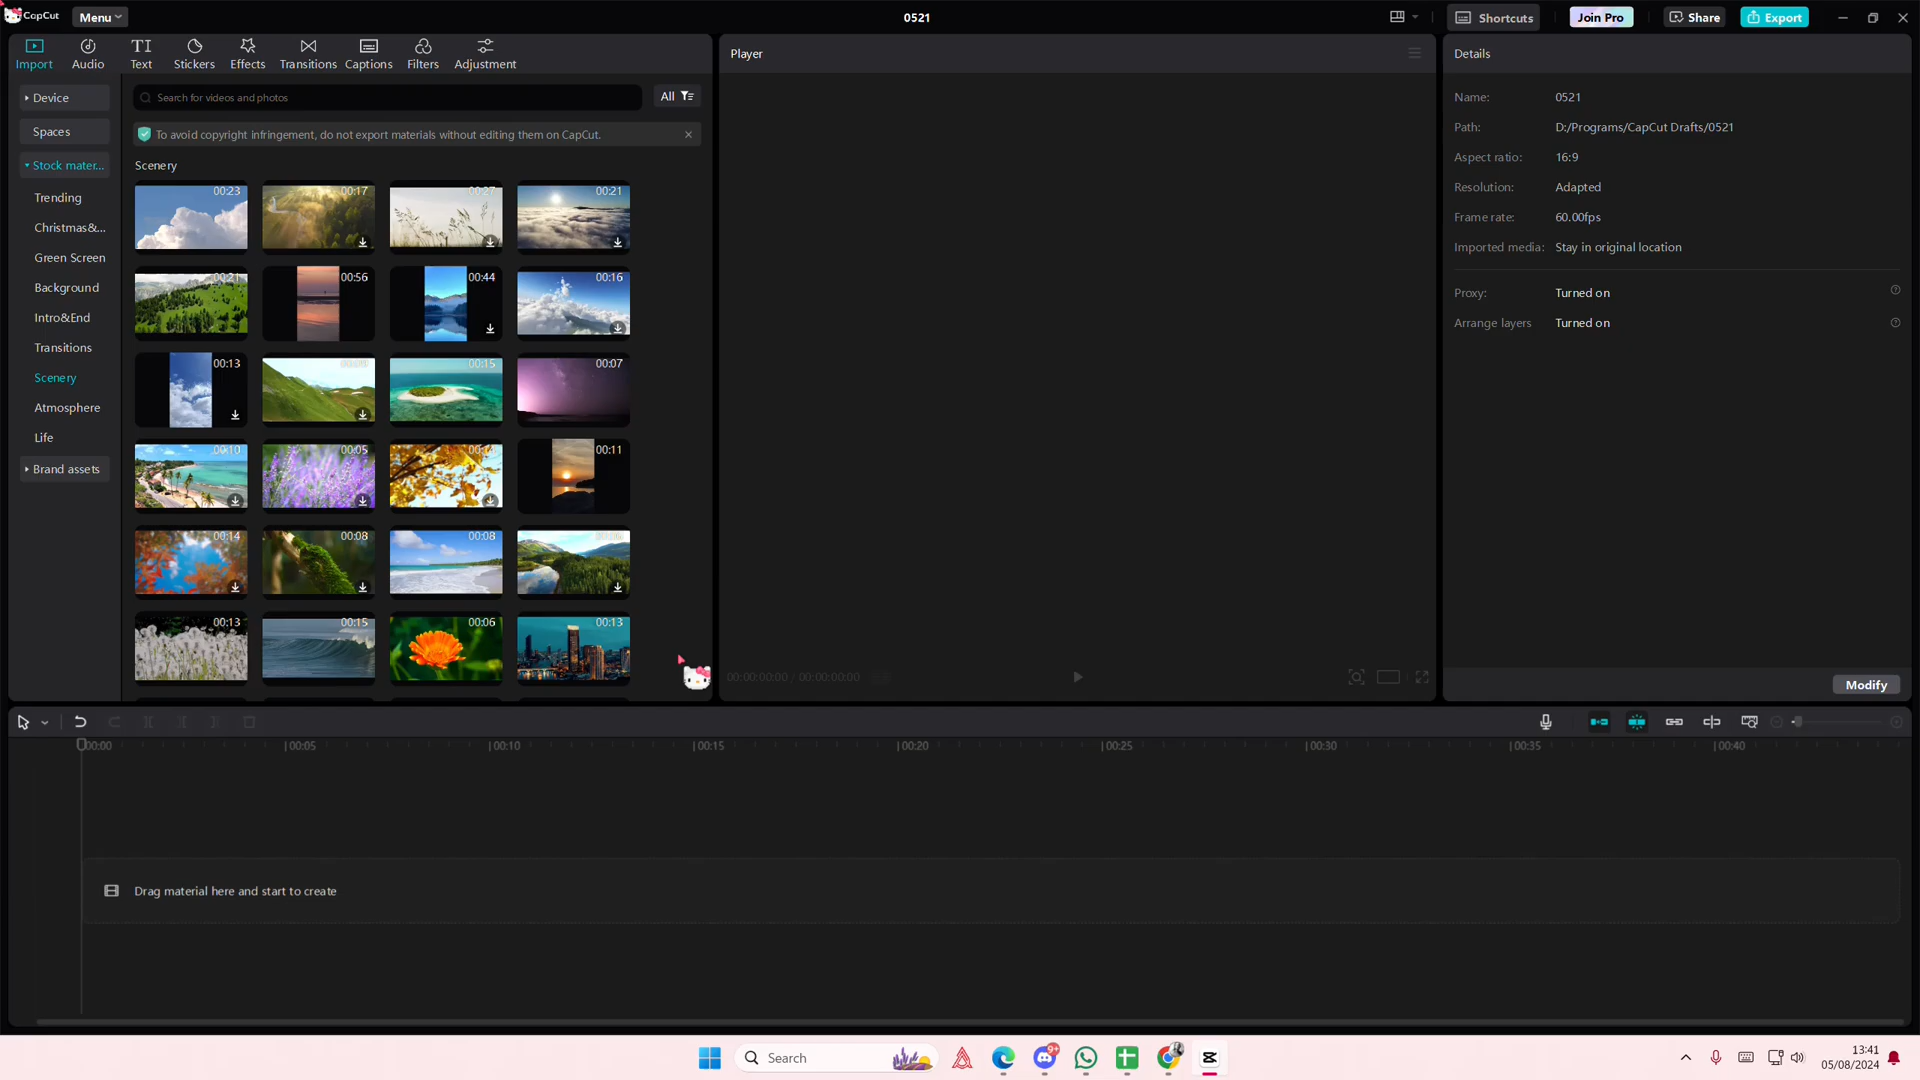 CapCut
Menu
0521
Shortcuts
Join Pro
Share
Export
Import
Audio
Text
Stickers
Effects
Transitions
Captions
Filters
Adjustment
Device
Spaces
Stock mater...
Trending
Christmas&...
Green Screen
Background
Intro&End
Transitions
Scenery
Atmosphere
Life
Brand assets
Search for videos and photos
All
To avoid copyright infringement, do not export materials without editing them on CapCut.
Scenery
00:23
00:17
00:27
00:21
00:21
00:56
00:44
00:16
00:13
00:15
00:07
00:10
00:05
00:11
00:14
00:08
00:08
00:13
00:15
00:06
00:13
Player
00:00:00:00 / 00:00:00:00
Details
Name: 0521
Path: D:/Programs/CapCut Drafts/0521
Aspect ratio: 16:9
Resolution: Adapted
Frame rate: 60.00fps
Imported media: Stay in original location
Proxy: Turned on
Arrange layers Turned on
Modify
00:00
00:05
00:10
00:15
00:20
00:25
00:30
00:35
00:40
Drag material here and start to create
Search
9+
13:41
05/08/2024